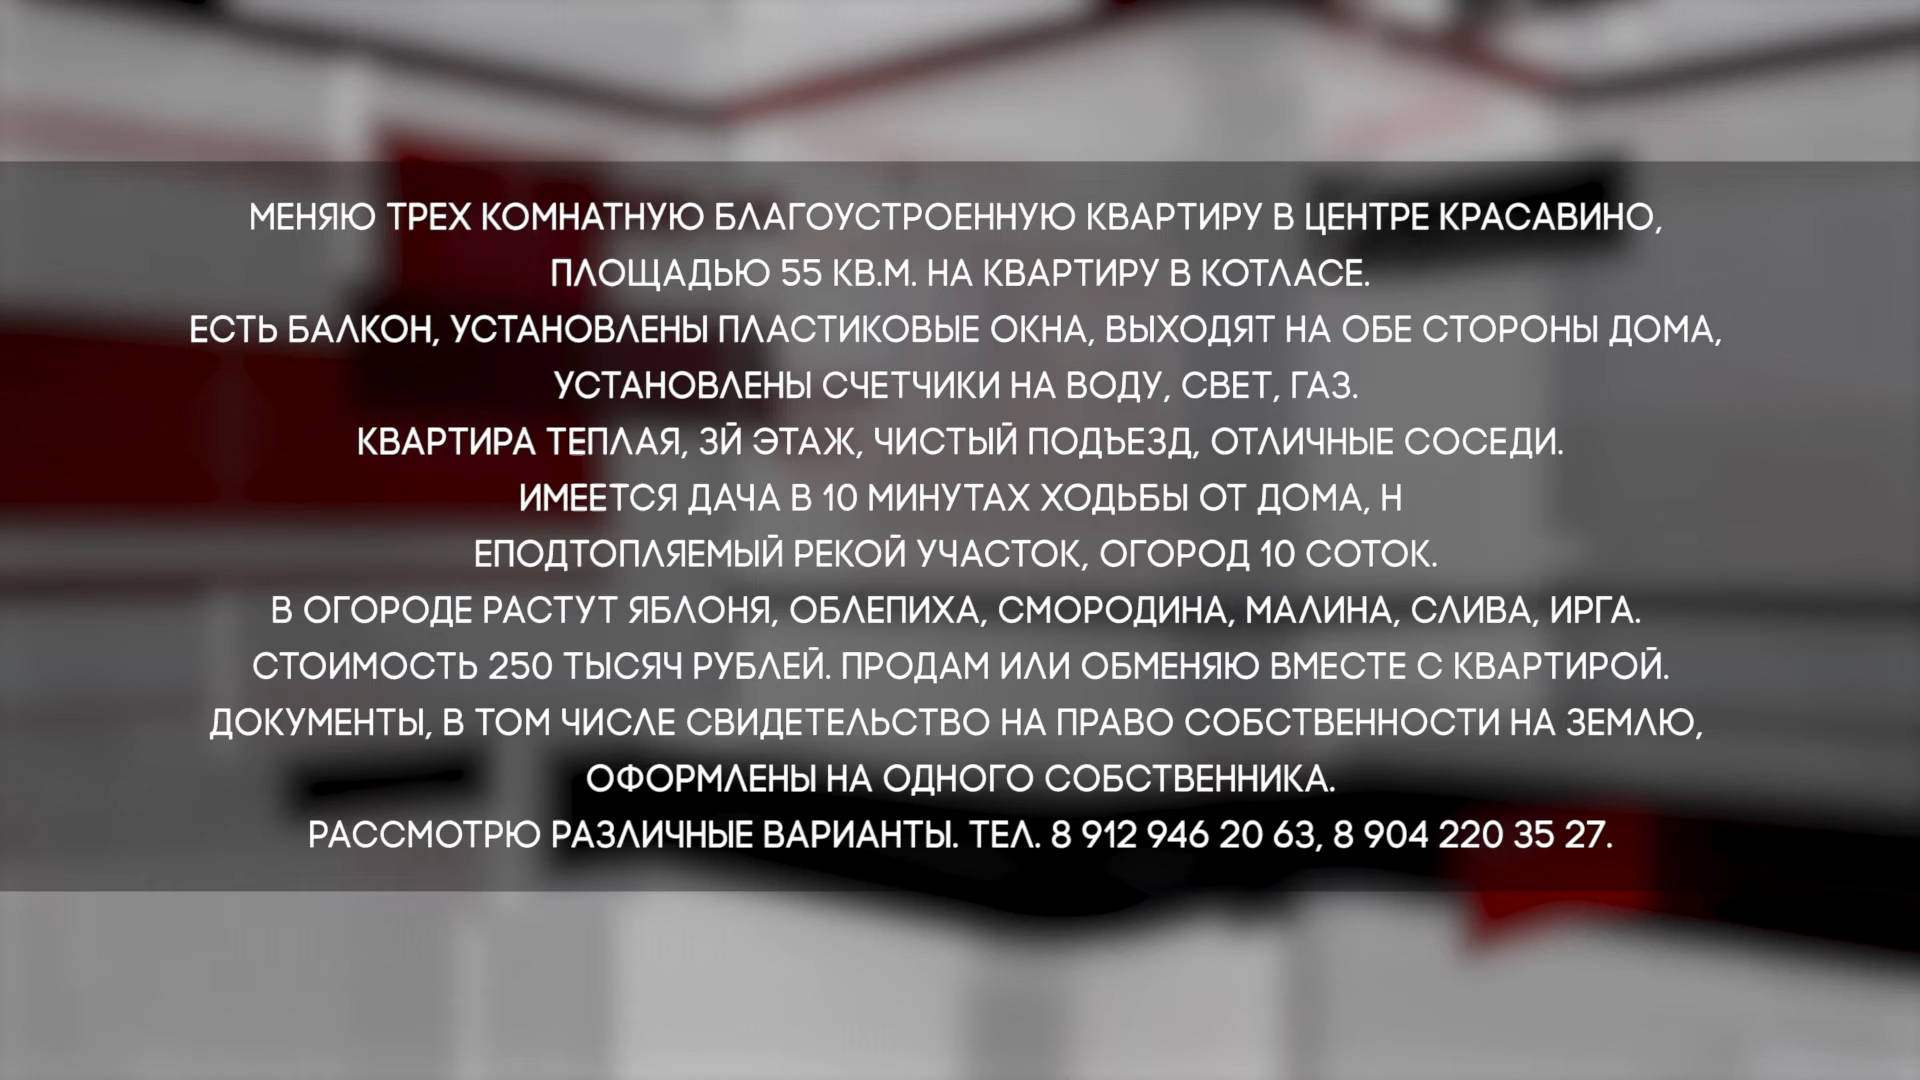 МЕНЯЮ ТРЕХ КОМНАТНУЮ БЛАГОУСТРОЕННУЮ КВАРТИРУ В ЦЕНТРЕ КРАСАВИНО,
ПЛОЩАДЬЮ 55 КВ.М. НА КВАРТИРУ В КОТЛАСЕ.
ЕСТЬ БАЛКОН, УСТАНОВЛЕНЫ ПЛАСТИКОВЫЕ ОКНА, ВЫХОДЯТ НА ОБЕ СТОРОНЫ ДОМА,
УСТАНОВЛЕНЫ СЧЕТЧИКИ НА ВОДУ, СВЕТ, ГАЗ.
КВАРТИРА ТЕПЛАЯ, 3Й ЭТАЖ, ЧИСТЫЙ ПОДЪЕЗД, ОТЛИЧНЫЕ СОСЕДИ.
ИМЕЕТСЯ ДАЧА В 10 МИНУТАХ ХОДЬБЫ ОТ ДОМА, Н
ЕПОДТОПЛЯЕМЫЙ РЕКОЙ УЧАСТОК, ОГОРОД 10 СОТОК.
В ОГОРОДЕ РАСТУТ ЯБЛОНЯ, ОБЛЕПИХА, СМОРОДИНА, МАЛИНА, СЛИВА, ИРГА.
СТОИМОСТЬ 250 ТЫСЯЧ РУБЛЕЙ. ПРОДАМ ИЛИ ОБМЕНЯЮ ВМЕСТЕ С КВАРТИРОЙ.
ДОКУМЕНТЫ, В ТОМ ЧИСЛЕ СВИДЕТЕЛЬСТВО НА ПРАВО СОБСТВЕННОСТИ НА ЗЕМЛЮ,
ОФОРМЛЕНЫ НА ОДНОГО СОБСТВЕННИКА.
РАССМОТРЮ РАЗЛИЧНЫЕ ВАРИАНТЫ. ТЕЛ. 8 912 946 20 63, 8 904 220 35 27.